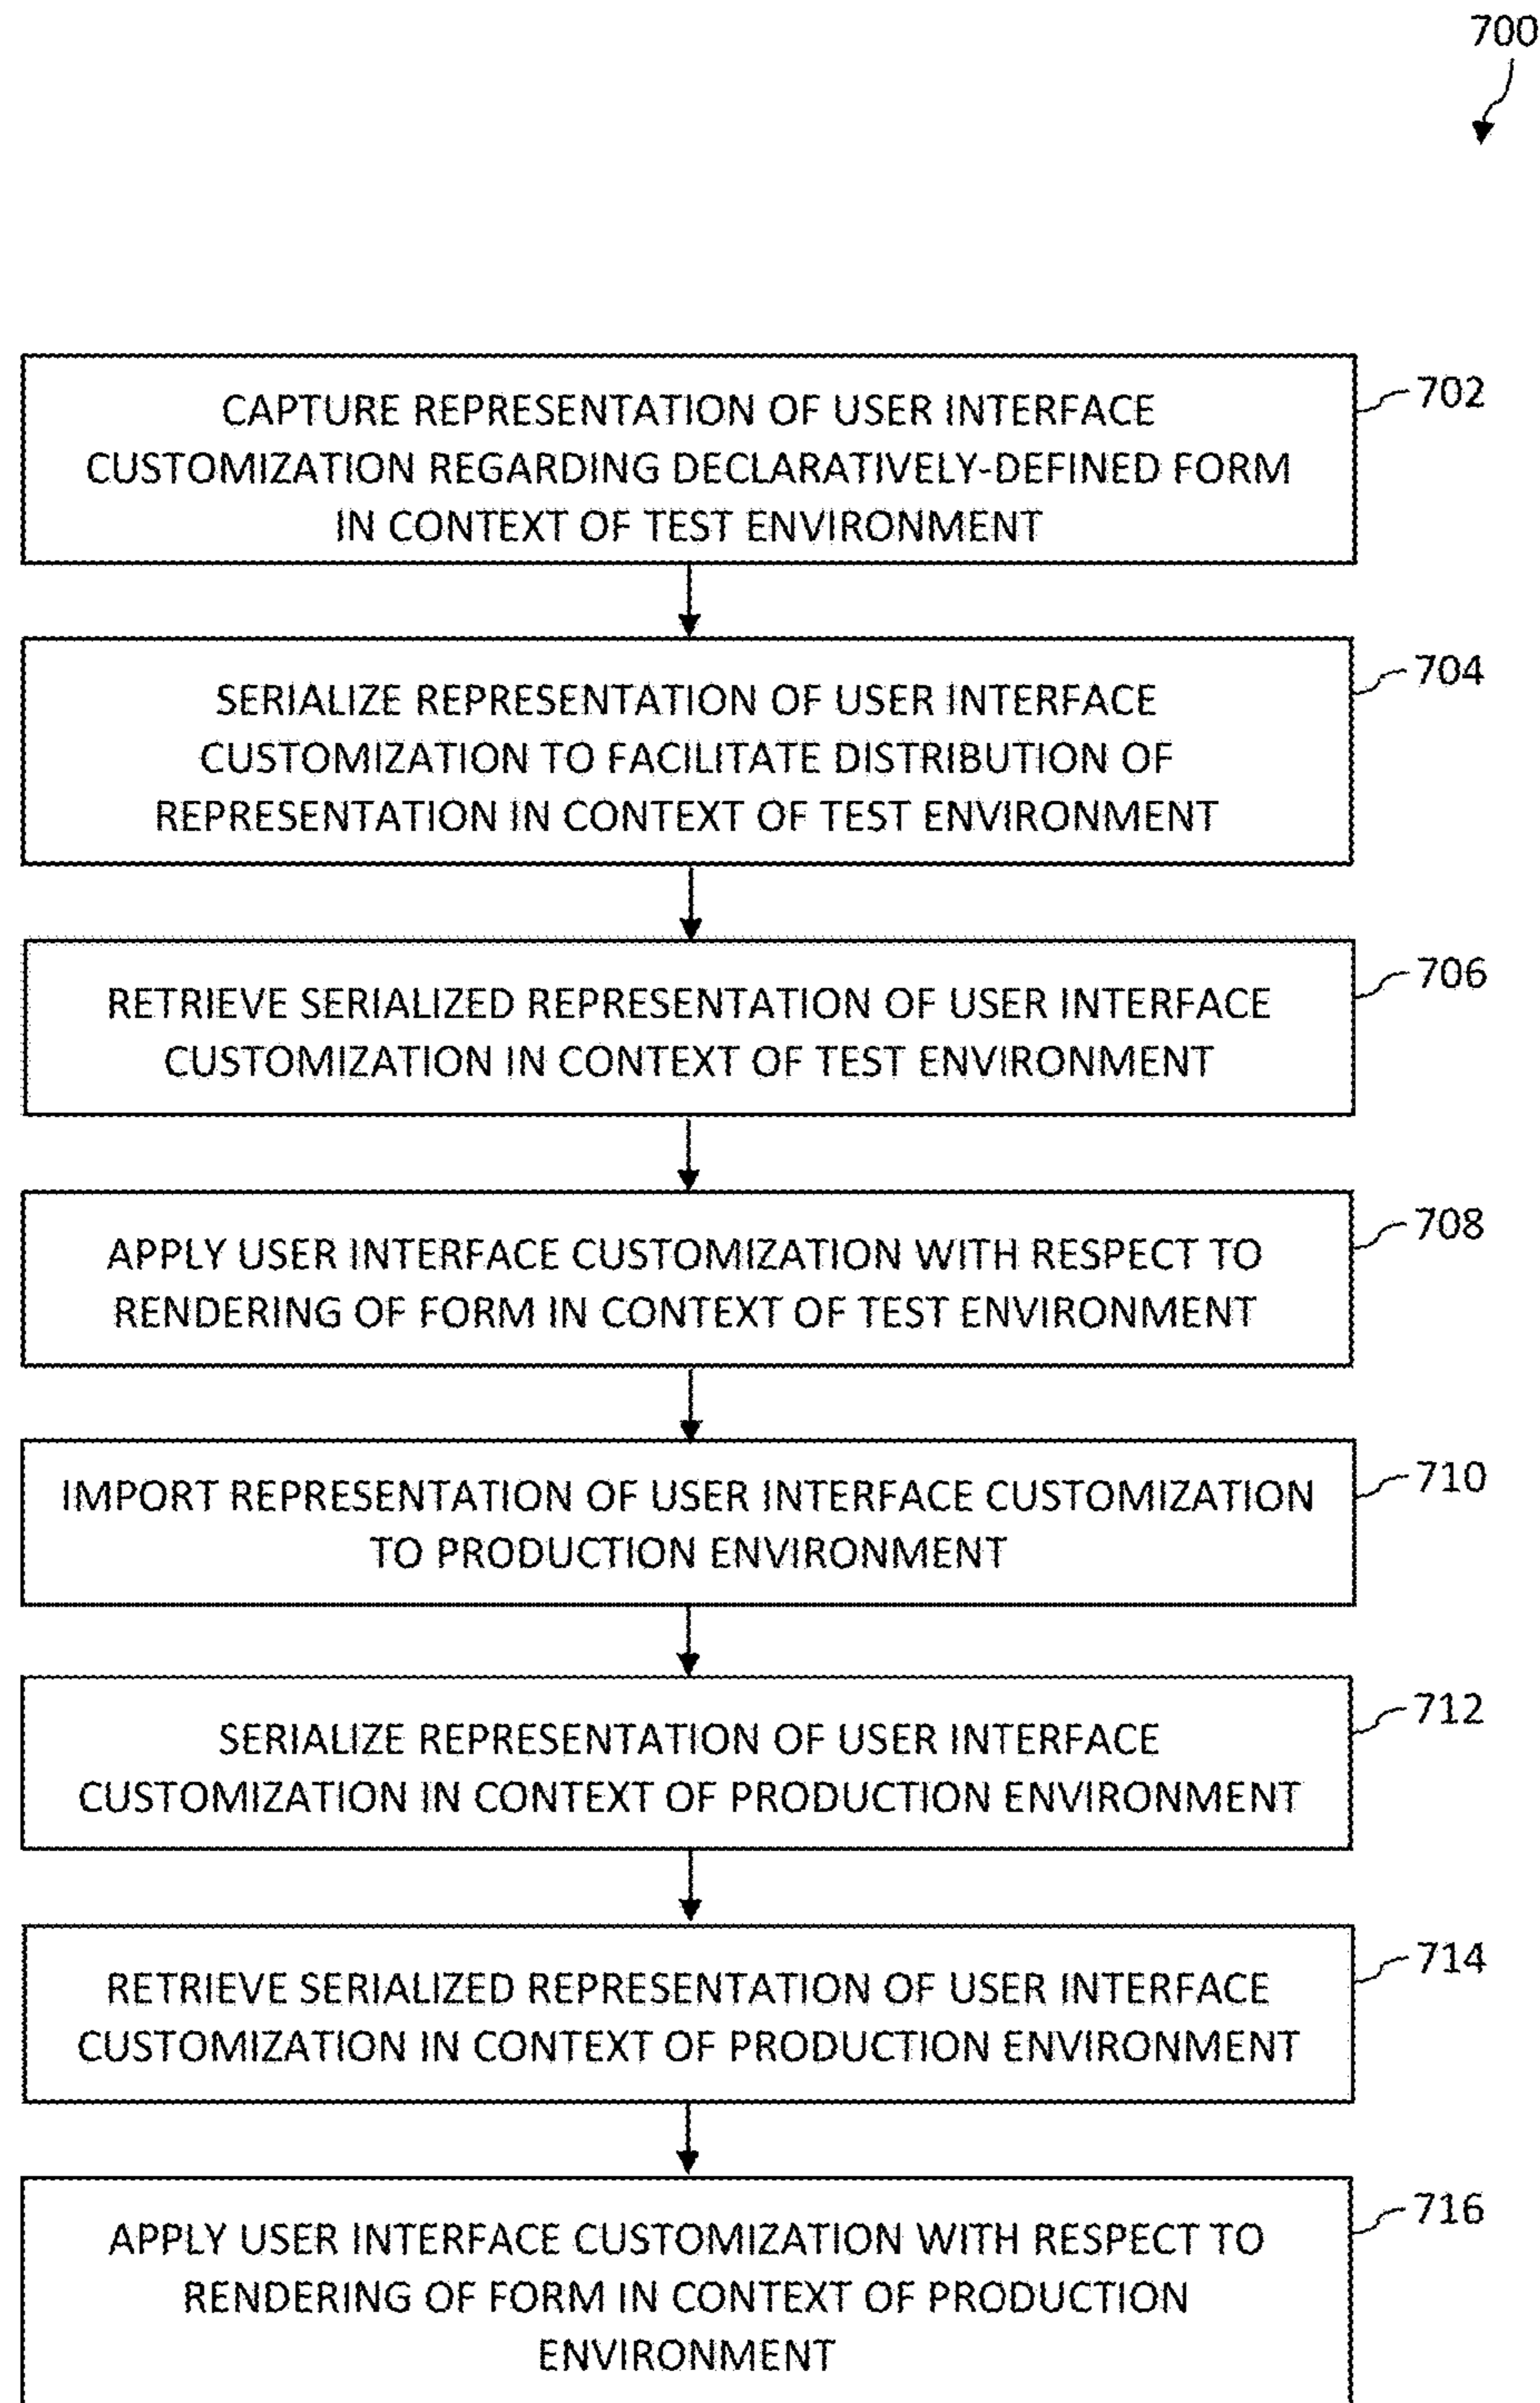 700
CAPTURE REPRESENTATION OF USER INTERFACE
CUSTOMIZATION REGARDING DECLARATIVELY-DEFINED FORM
IN CONTEXT OF TEST ENVIRONMENT
702
SERIALIZE REPRESENTATION OF USER INTERFACE
CUSTOMIZATION TO FACILITATE DISTRIBUTION OF
REPRESENTATION IN CONTEXT OF TEST ENVIRONMENT
704
RETRIEVE SERIALIZED REPRESENTATION OF USER INTERFACE
CUSTOMIZATION IN CONTEXT OF TEST ENVIRONMENT
706
APPLY USER INTERFACE CUSTOMIZATION WITH RESPECT TO
RENDERING OF FORM IN CONTEXT OF TEST ENVIRONMENT
708
IMPORT REPRESENTATION OF USER INTERFACE CUSTOMIZATION
TO PRODUCTION ENVIRONMENT
710
SERIALIZE REPRESENTATION OF USER INTERFACE
CUSTOMIZATION IN CONTEXT OF PRODUCTION ENVIRONMENT
712
RETRIEVE SERIALIZED REPRESENTATION OF USER INTERFACE
CUSTOMIZATION IN CONTEXT OF PRODUCTION ENVIRONMENT
714
APPLY USER INTERFACE CUSTOMIZATION WITH RESPECT TO
RENDERING OF FORM IN CONTEXT OF PRODUCTION
ENVIRONMENT
716